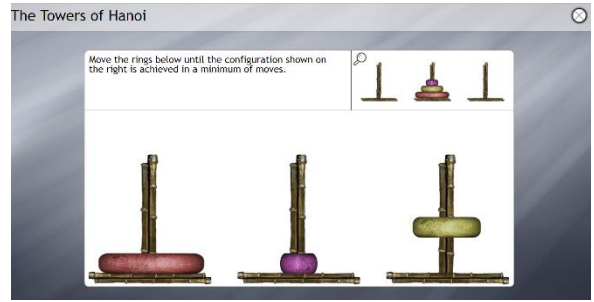 The Towers of Hanoi
Move the rings below until the configuration shown on
the right is achieved in a minimum of moves.